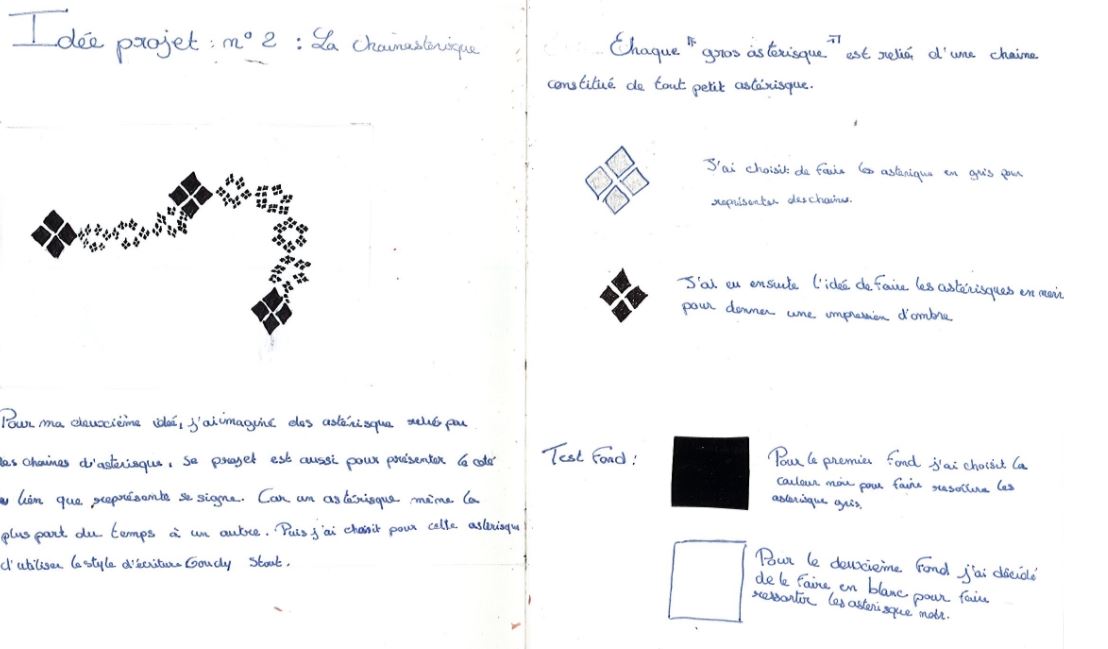 Idée projet : n° 2 : La chainastérisque
Pour ma deuxième idée, j'ai imaginé des astérisque relié par
les chaines d'astérisque. Se projet est aussi pour présenter le coté
lien que représente se signe. Car un astérisque mène la
plus part du temps à un autre. Puis j'ai choisit pour cette asterisque
d'utiliser le style d'écriture Goudy Stout.
Chaque "gros astérisque" est relié d'une chaine
constitué de tout petit astérisque.
J'ai choisit de faire les astérisque en gris pour
représenter des chaines.
J'ai eu ensuite l'idée de faire les astérisques en noir
pour donner une impression d'ombre
Test Fond :
Pour le premier fond j'ai choisit la
couleur noir pour faire ressortire les
astérisque gris.
Pour le deuxième fond j'ai décidé
de le faire en blanc pour faire
ressortir les asterisque noir.